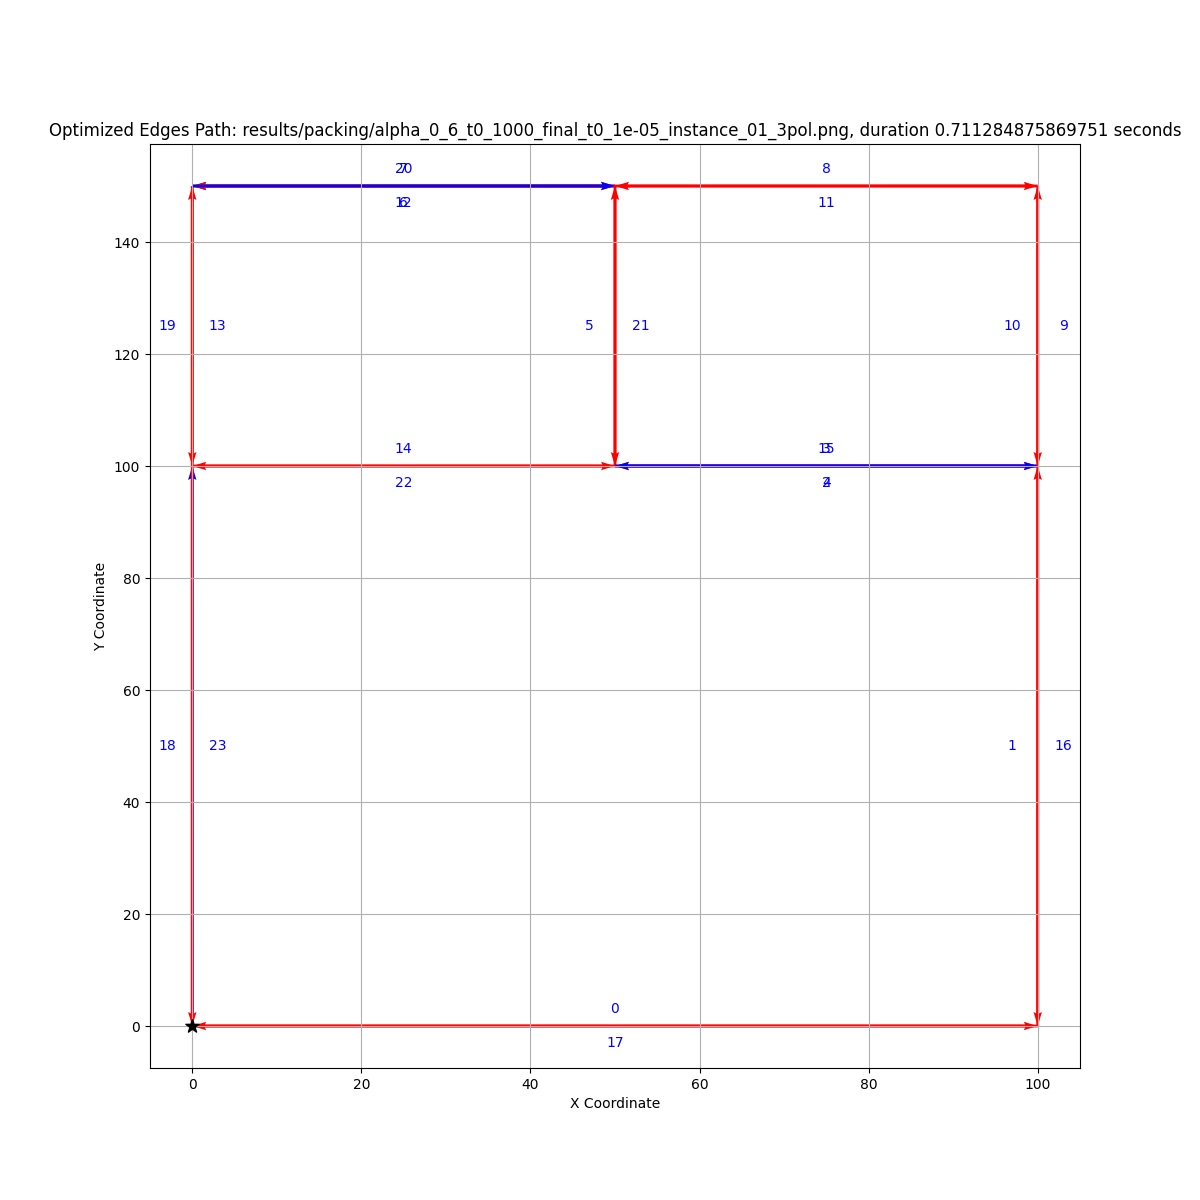 Optimized Edges Path: results/packing/alpha_0_6_t0_1000_final_t0_1e-05_instance_01_3pol.png, duration 0.711284875869751 seconds
20 8
12 11
140
19 13 5 21 10 9
120
14 15
100
22
80
18 23 1 16
60
40
20
0
0
17
0 20 40 60 80 100
X Coordinate
Y Coordinate